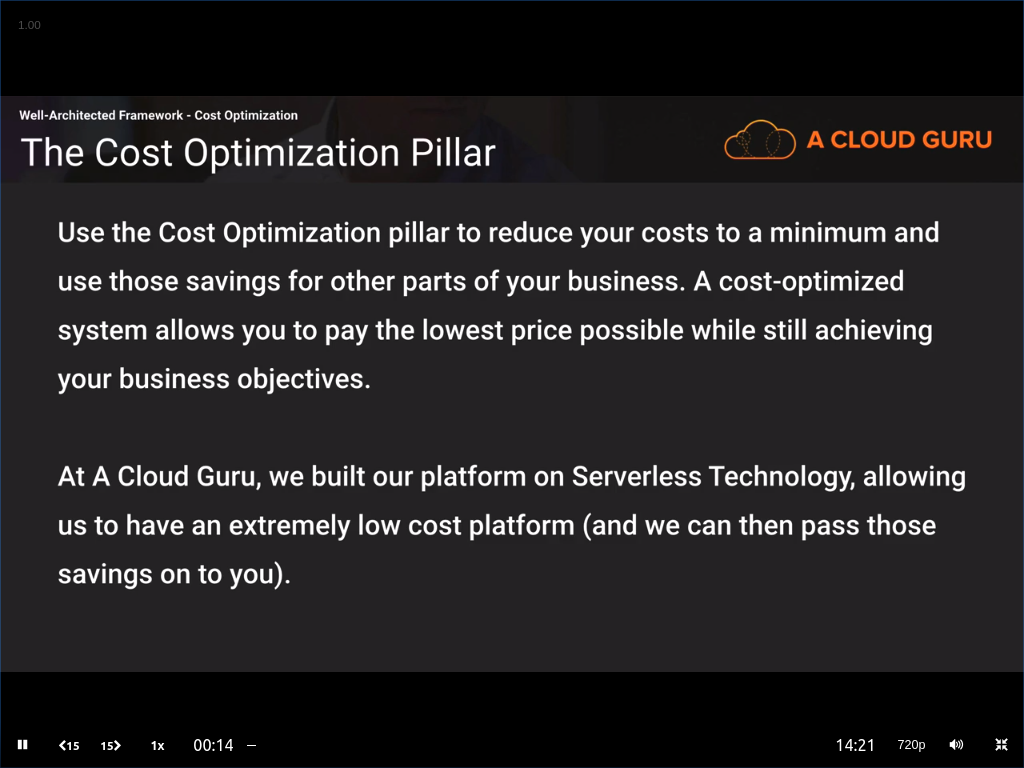 1.00
Well-Architected Framework - Cost Optimization
The Cost Optimization Pillar
A CLOUD GURU
Use the Cost Optimization pillar to reduce your costs to a minimum and
use those savings for other parts of your business. A cost-optimized
system allows you to pay the lowest price possible while still achieving
your business objectives.
At A Cloud Guru, we built our platform on Serverless Technology, allowing
us to have an extremely low cost platform (and we can then pass those
savings on to you).
15 15 1x 00:14 14:21 720p